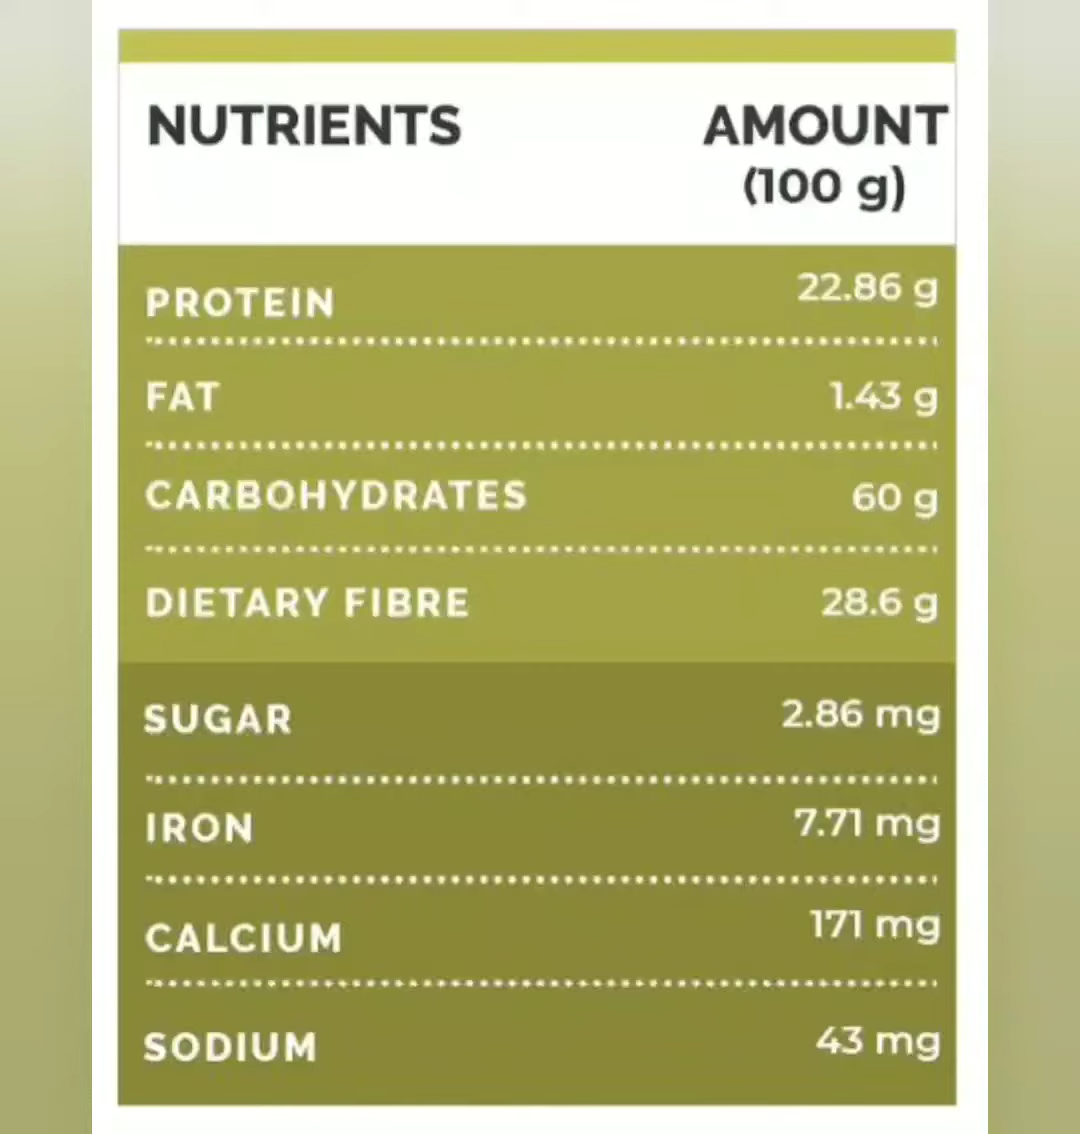 NUTRIENTS AMOUNT
(100 g)
PROTEIN 22.86 g
FAT 1.43 g
CARBOHYDRATES 60 g
DIETARY FIBRE 28.6 g
SUGAR 2.86 mg
IRON 7.71 mg
CALCIUM 171 mg
SODIUM 43 mg